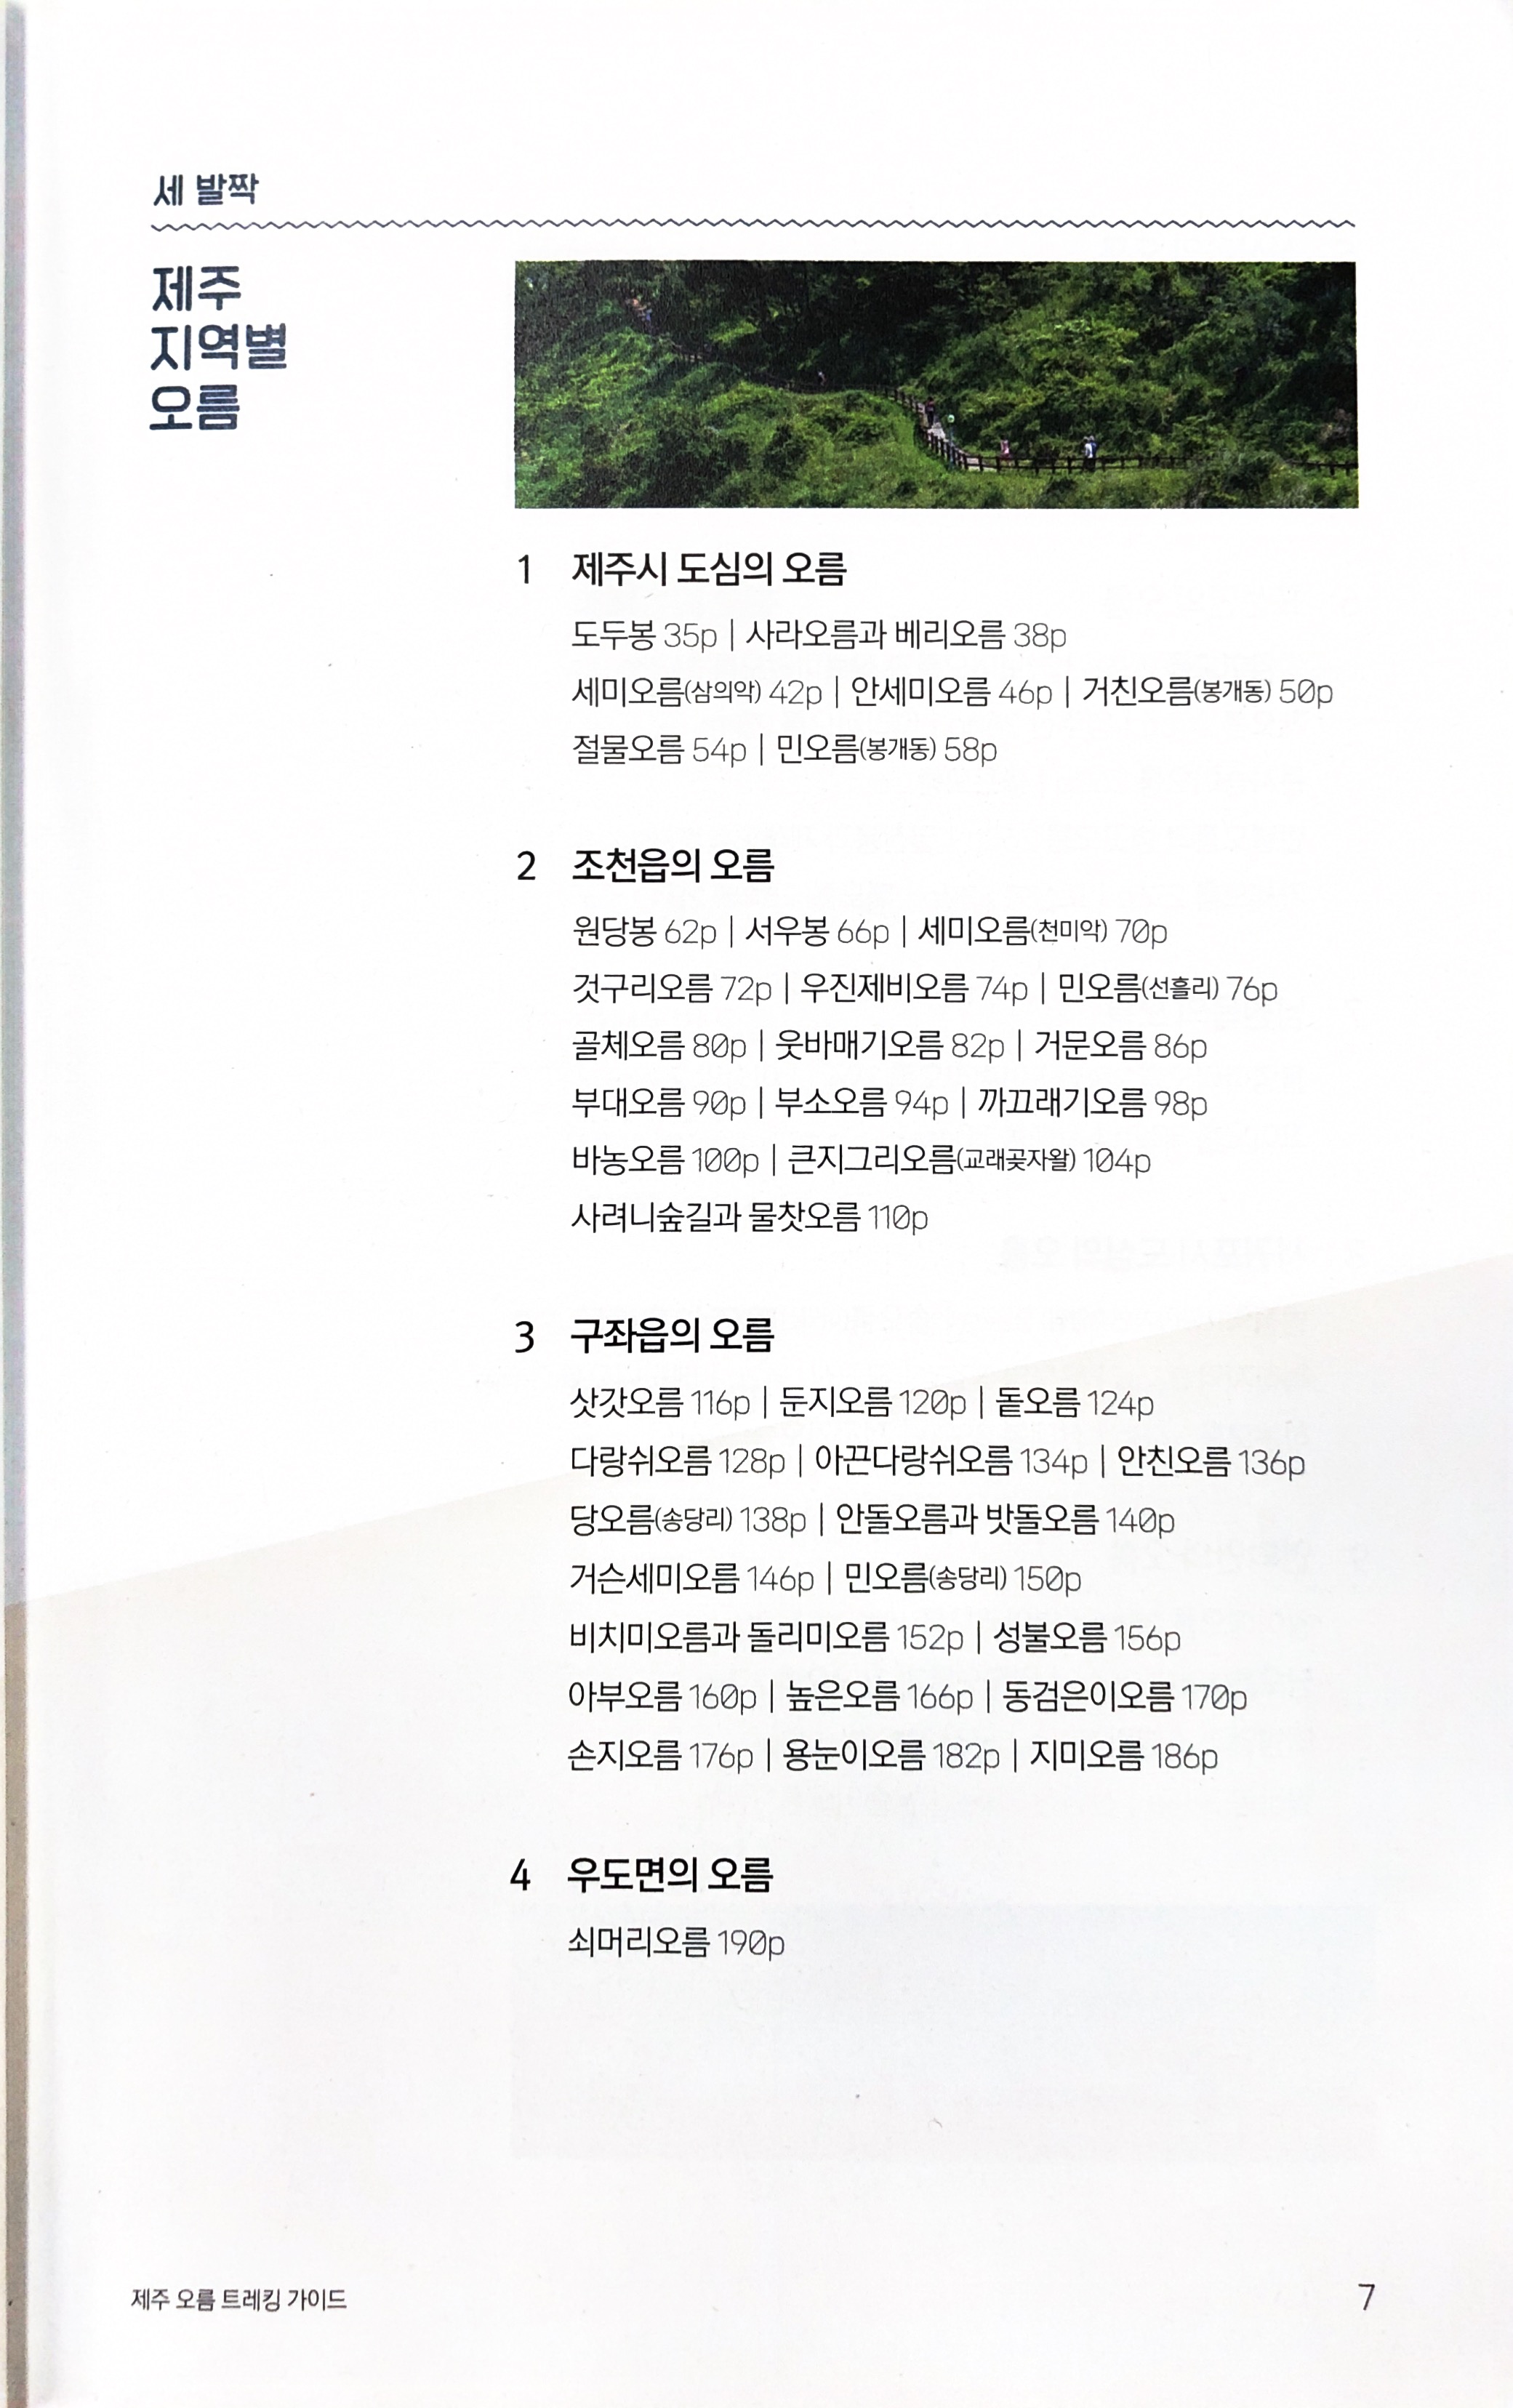 세 발짝
제주
지역별
오름
1 제주시 도심의 오름
도두봉 35p | 사라오름과 베리오름 38p
세미오름(삼의악) 42p | 안세미오름 46p | 거친오름(봉개동) 50p
절물오름 54p | 민오름(봉개동) 58p
2 조천읍의 오름
원당봉 62p | 서우봉 66p | 세미오름(천미악) 70p
것구리오름 72p | 우진제비오름 74p | 민오름(선흘리) 76p
골체오름 80p | 웃바매기오름 82p | 거문오름 86p
부대오름 90p | 부소오름 94p | 까끄래기오름 98p
바농오름 100p | 큰지그리오름(교래곶자왈) 104p
사려니숲길과 물찻오름 110p
3 구좌읍의 오름
삿갓오름 116p | 둔지오름 120p | 돝오름 124p
다랑쉬오름 128p | 아끈다랑쉬오름 134p | 안친오름 136p
당오름(송당리) 138p | 안돌오름과 밧돌오름 140p
거슨세미오름 146p | 민오름(송당리) 150p
비치미오름과 돌리미오름 152p | 성불오름 156p
아부오름 160p | 높은오름 166p | 동검은이오름 170p
손지오름 176p | 용눈이오름 182p | 지미오름 186p
4 우도면의 오름
쇠머리오름 190p
제주 오름 트레킹 가이드
7